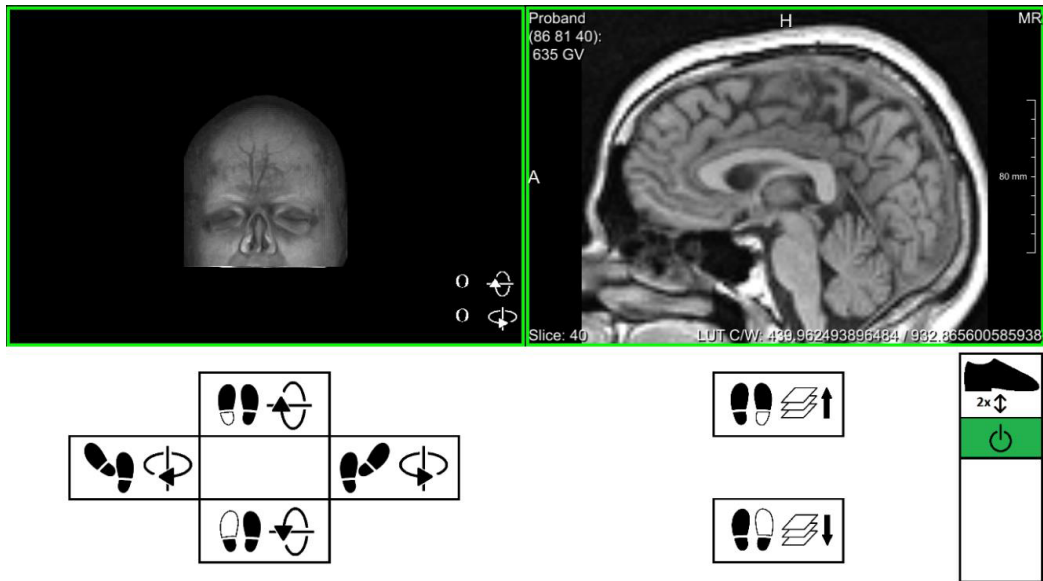 Proband
(86 81 40):
635 GV
H
MR
A
80 mm
0
0
Slice: 40
LUT C/W: 439.962493896484 / 932.865600585938
2x